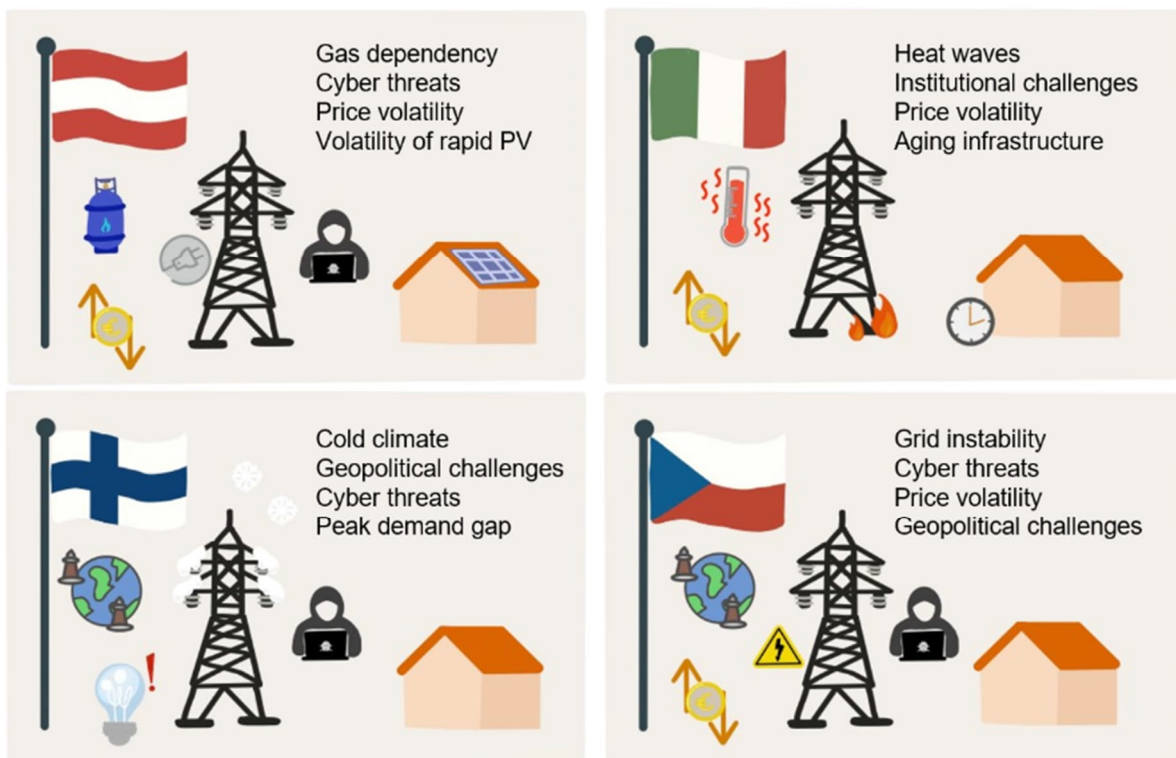 Gas dependency
Cyber threats
Price volatility
Volatility of rapid PV
Heat waves
Institutional challenges
Price volatility
Aging infrastructure
Cold climate
Geopolitical challenges
Cyber threats
Peak demand gap
Grid instability
Cyber threats
Price volatility
Geopolitical challenges